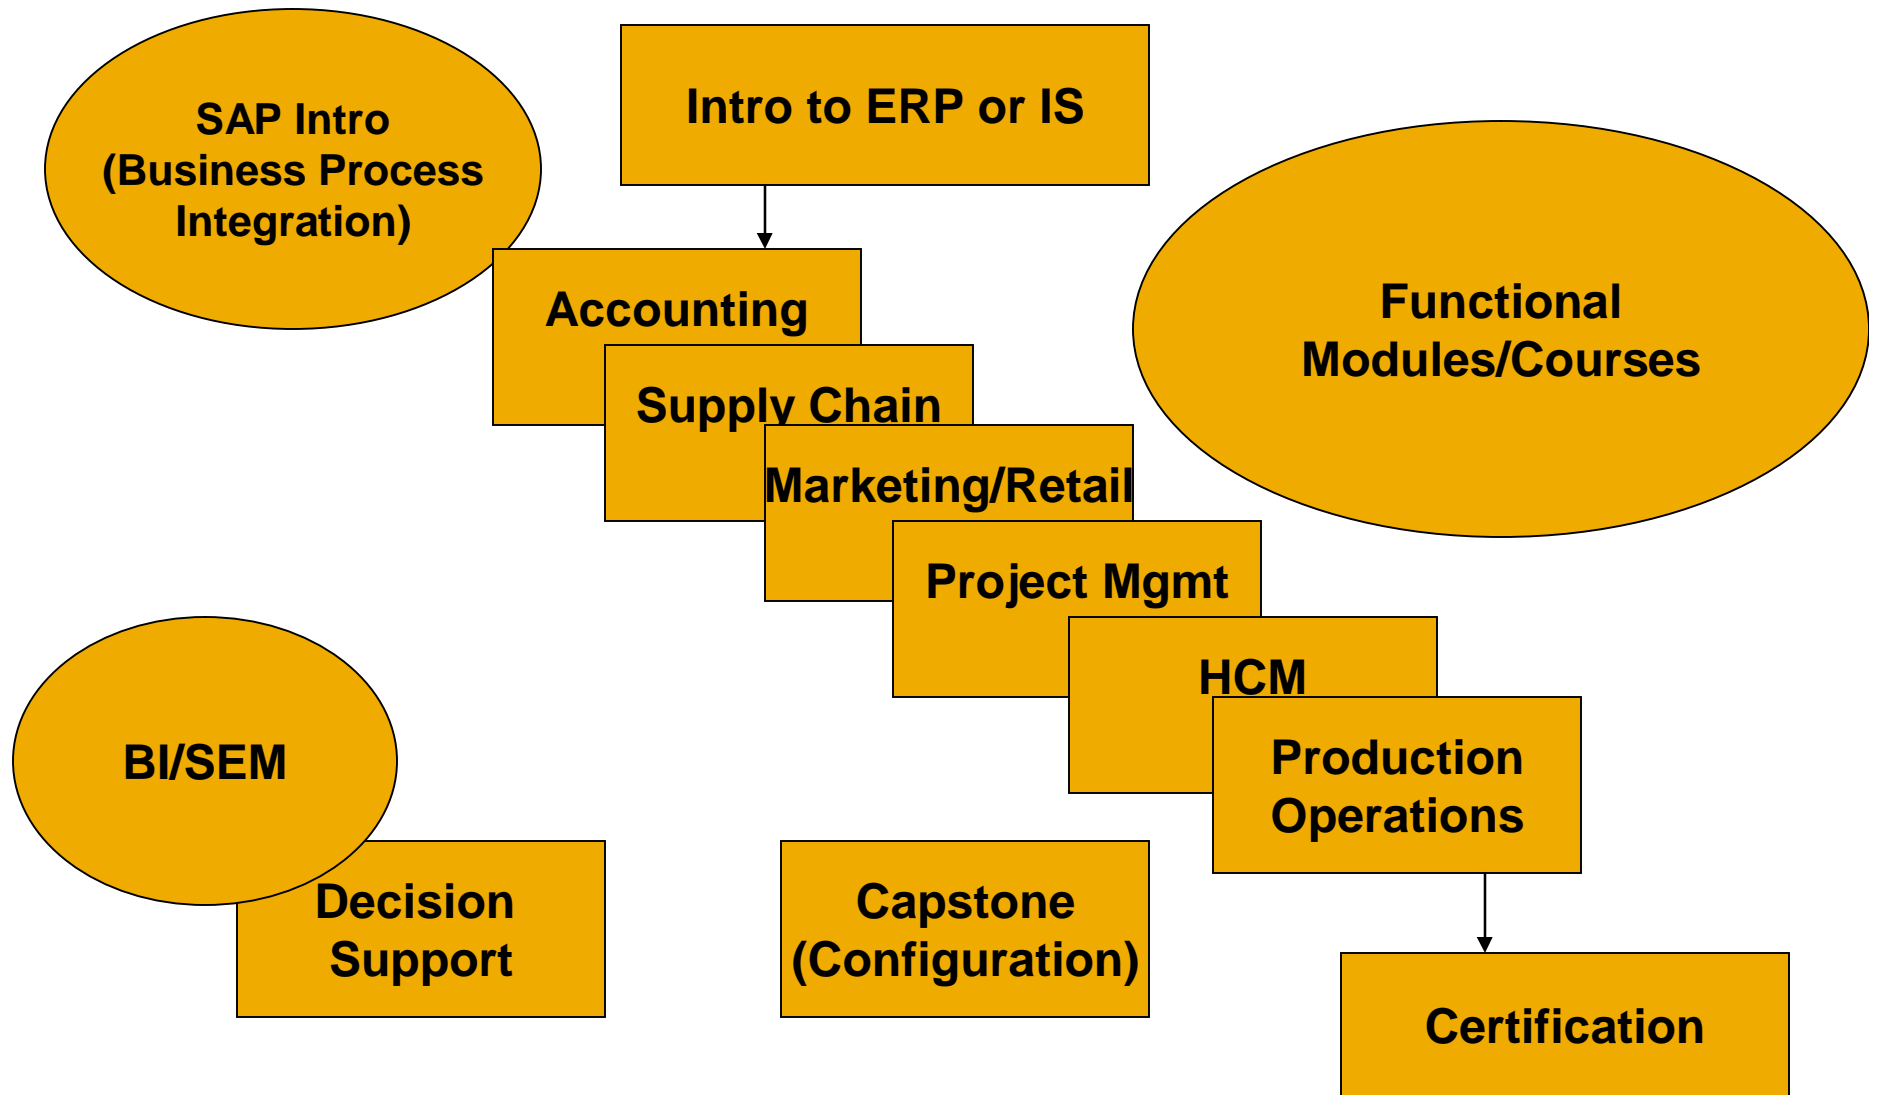 SAP Intro
(Business Process
Integration)
Intro to ERP or IS
Functional
Modules/Courses
Accounting
Supply Chain
Marketing/Retail
Project Mgmt
HCM
Production
Operations
BI/SEM
Decision
Support
Capstone
(Configuration)
Certification